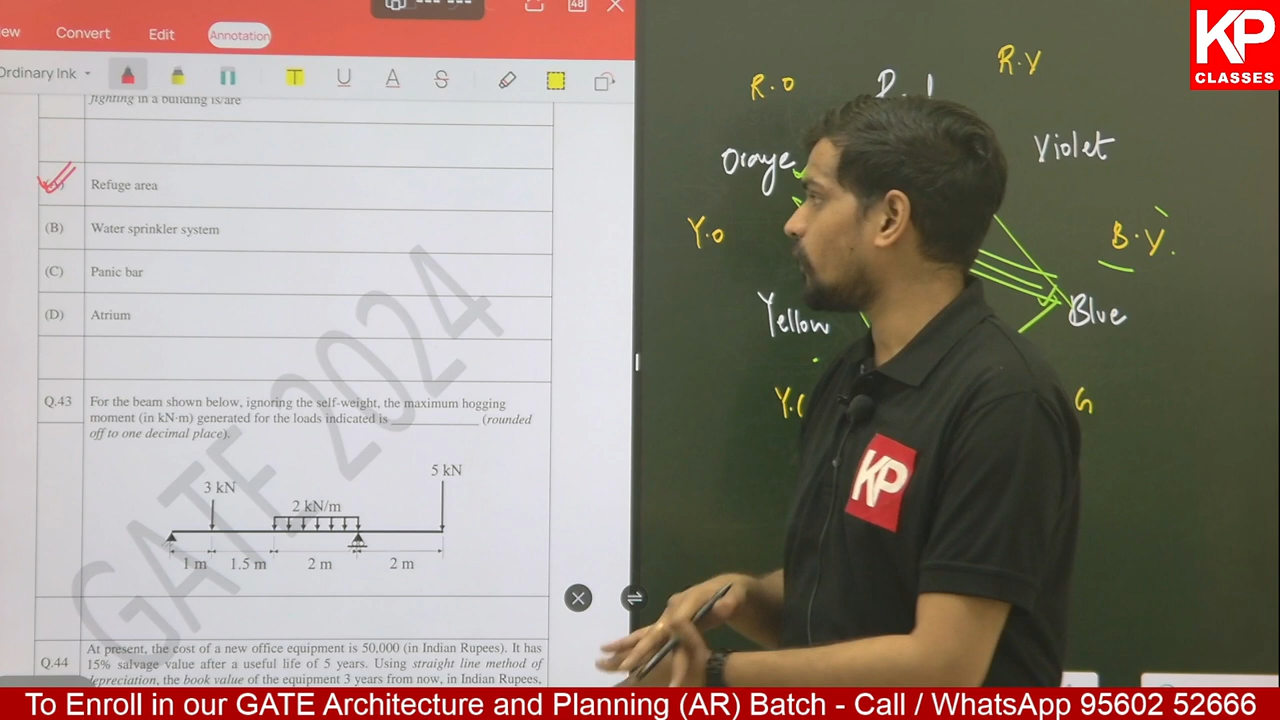 ew Convert Edit Annotation
48
Ordinary Ink
fighting in a building is/are
Refuge area
(B) Water sprinkler system
(C) Panic bar
(D) Atrium
GATE 2024
Q.43 For the beam shown below, ignoring the self-weight, the maximum hogging
moment (in kN·m) generated for the loads indicated is ____________ (rounded
off to one decimal place).
5 kN
3 kN
2 kN/m
1 m 1.5 m 2 m 2 m
At present, the cost of a new office equipment is 50,000 (in Indian Rupees). It has
Q.44 15% salvage value after a useful life of 5 years. Using straight line method of
depreciation, the book value of the equipment 3 years from now, in Indian Rupees,
R.O
R.V
Orange
Violet
Y.O
B.V.
Yellow
Blue
G
KP
CLASSES
KP
To Enroll in our GATE Architecture and Planning (AR) Batch - Call / WhatsApp 95602 52666